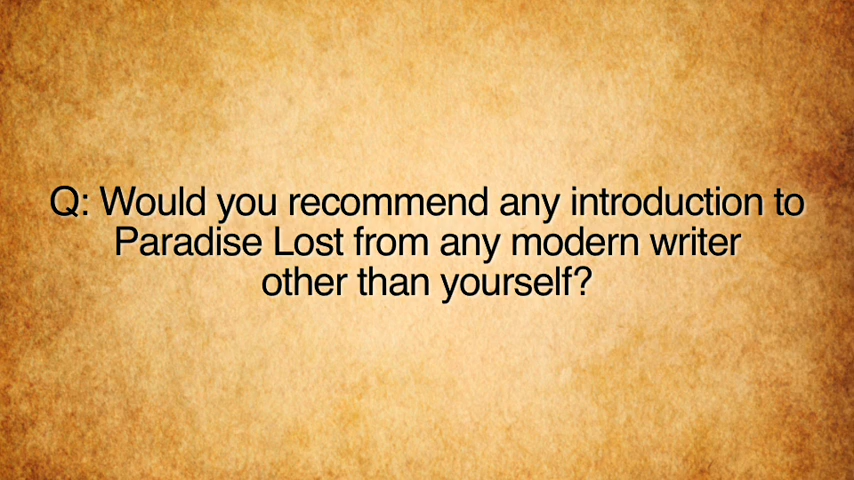 Q: Would you recommend any introduction to
Paradise Lost from any modern writer
other than yourself?